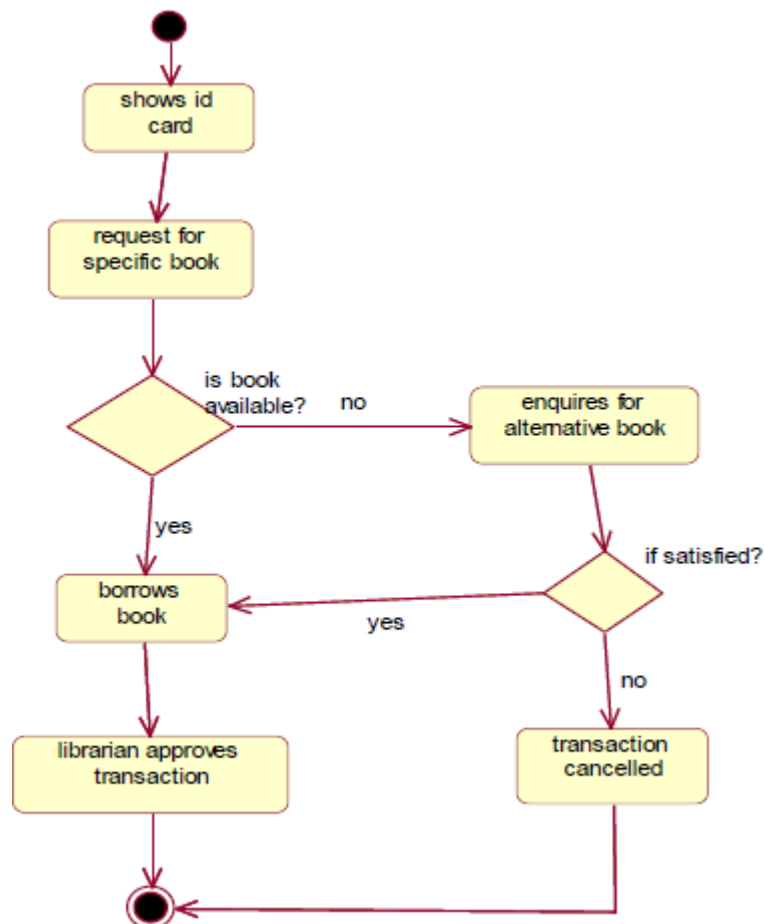 shows id
card
request for
specific book
is book
available?
no
enquires for
alternative book
yes
if satisfied?
borrows
book
yes
no
librarian approves
transaction
transaction
cancelled